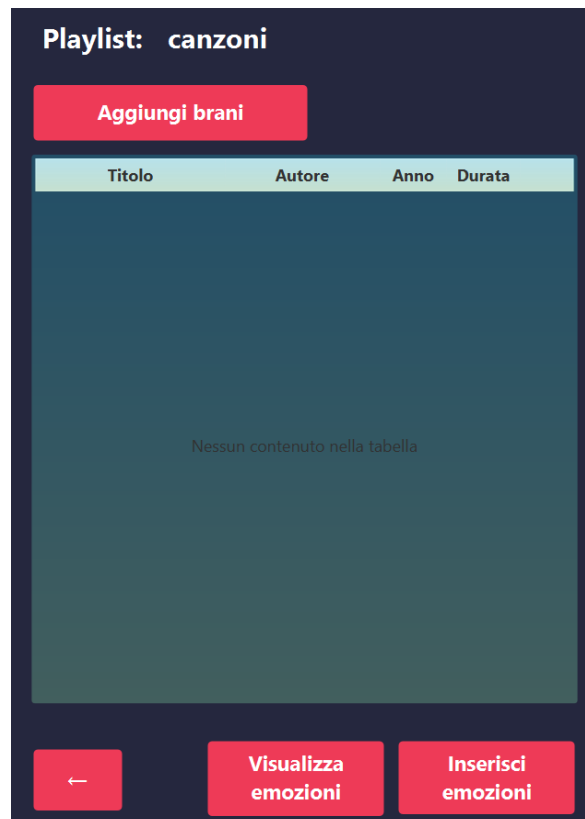 Playlist: canzoni
Aggiungi brani
Titolo Autore Anno Durata
Nessun contenuto nella tabella
←
Visualizza
emozioni
Inserisci
emozioni